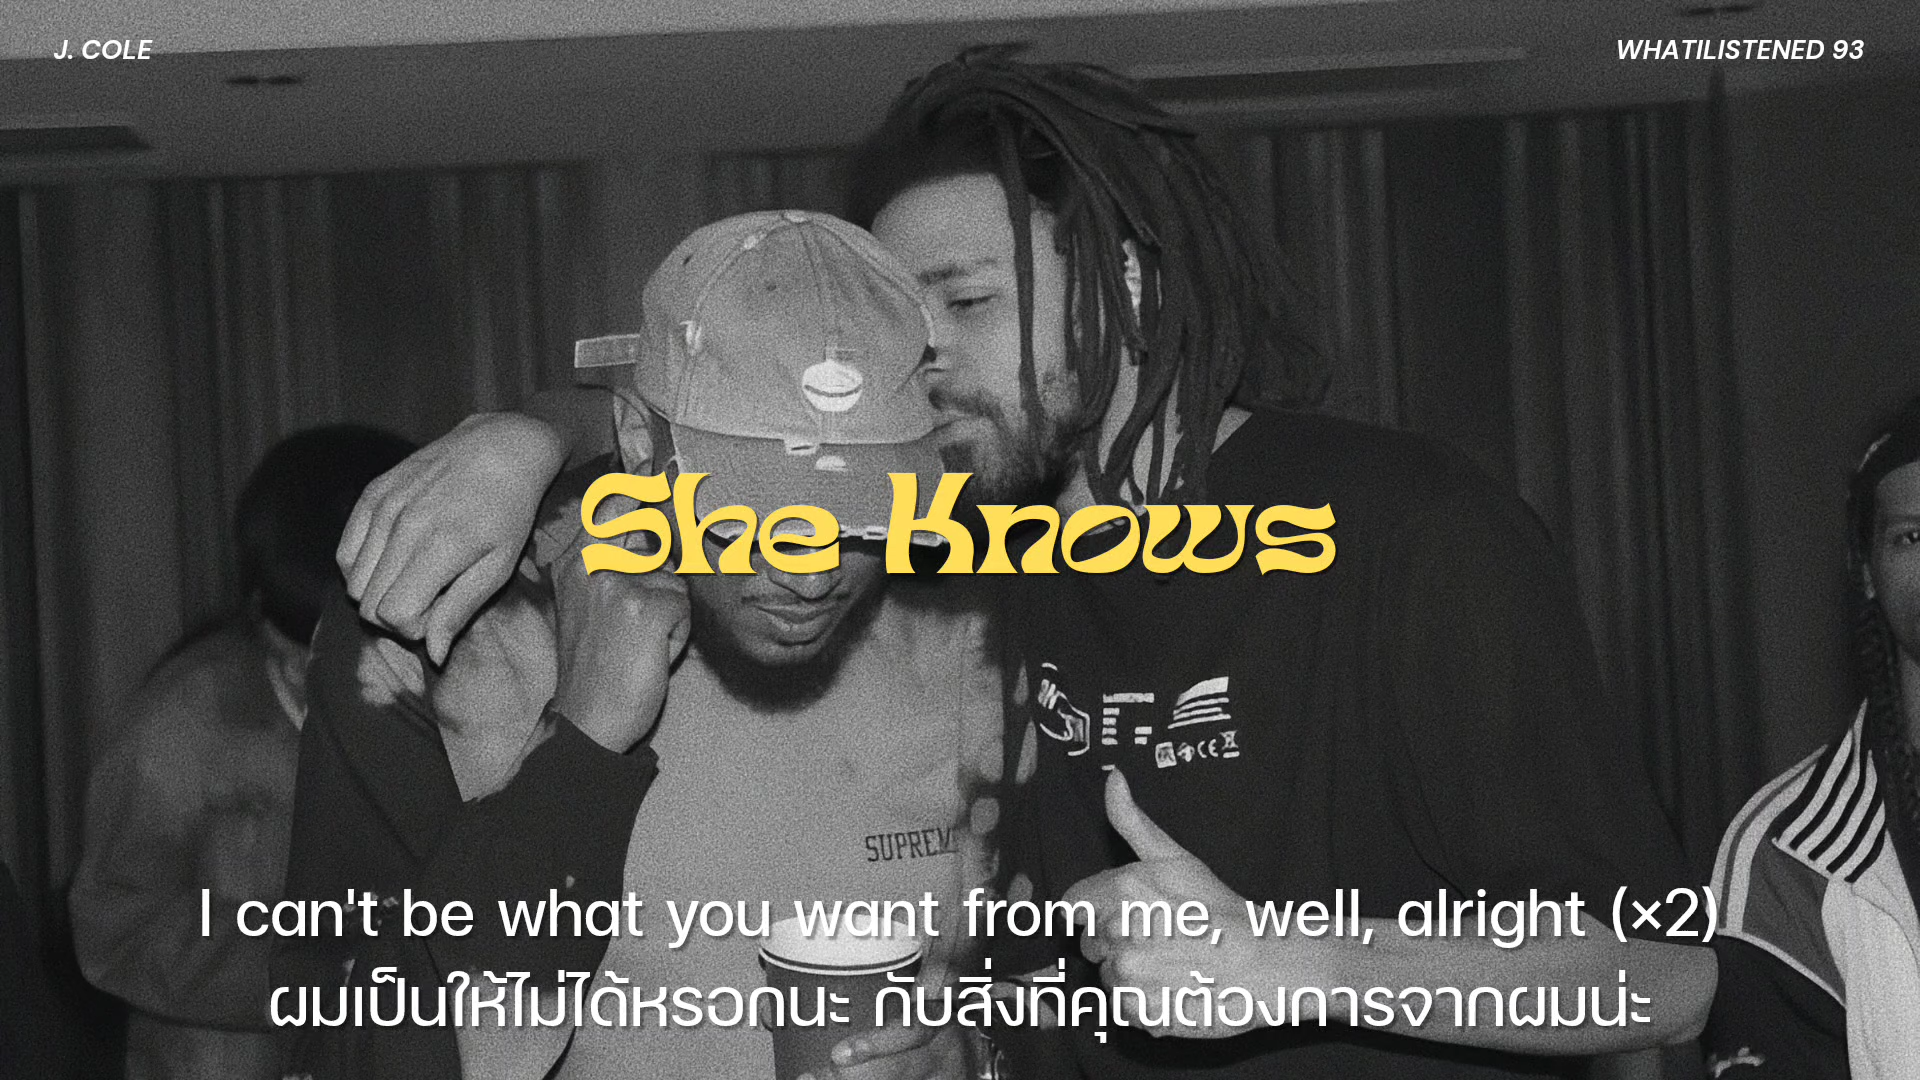 J. COLE
WHATILISTENED 93
She Knows
SUPREM
I can't be what you want from me, well, alright (×2)
ผมเป็นให้ไม่ได้หรอกนะ กับสิ่งที่คุณต้องการจากผมน่ะ